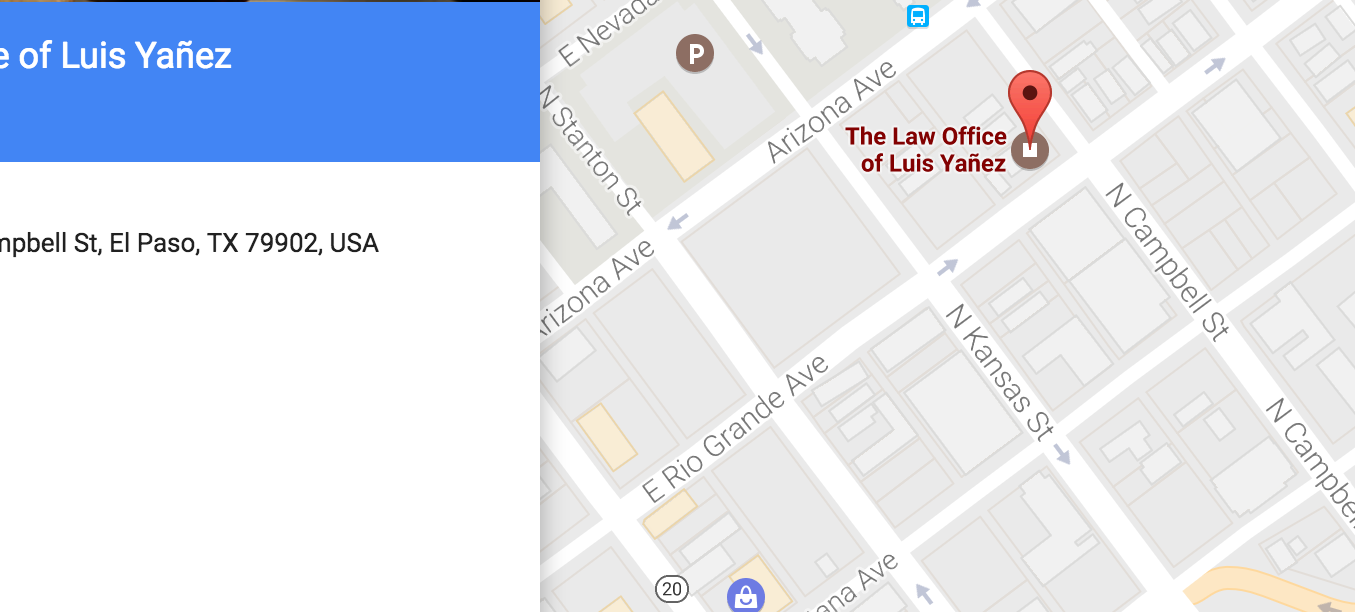 e of Luis Yañez
mpbell St, El Paso, TX 79902, USA
E Nevada
P
N Stanton St
Arizona Ave
The Law Office
of Luis Yañez
Arizona Ave
N Campbell St
N Kansas St
E Rio Grande Ave
N Campbe
20
ana Ave